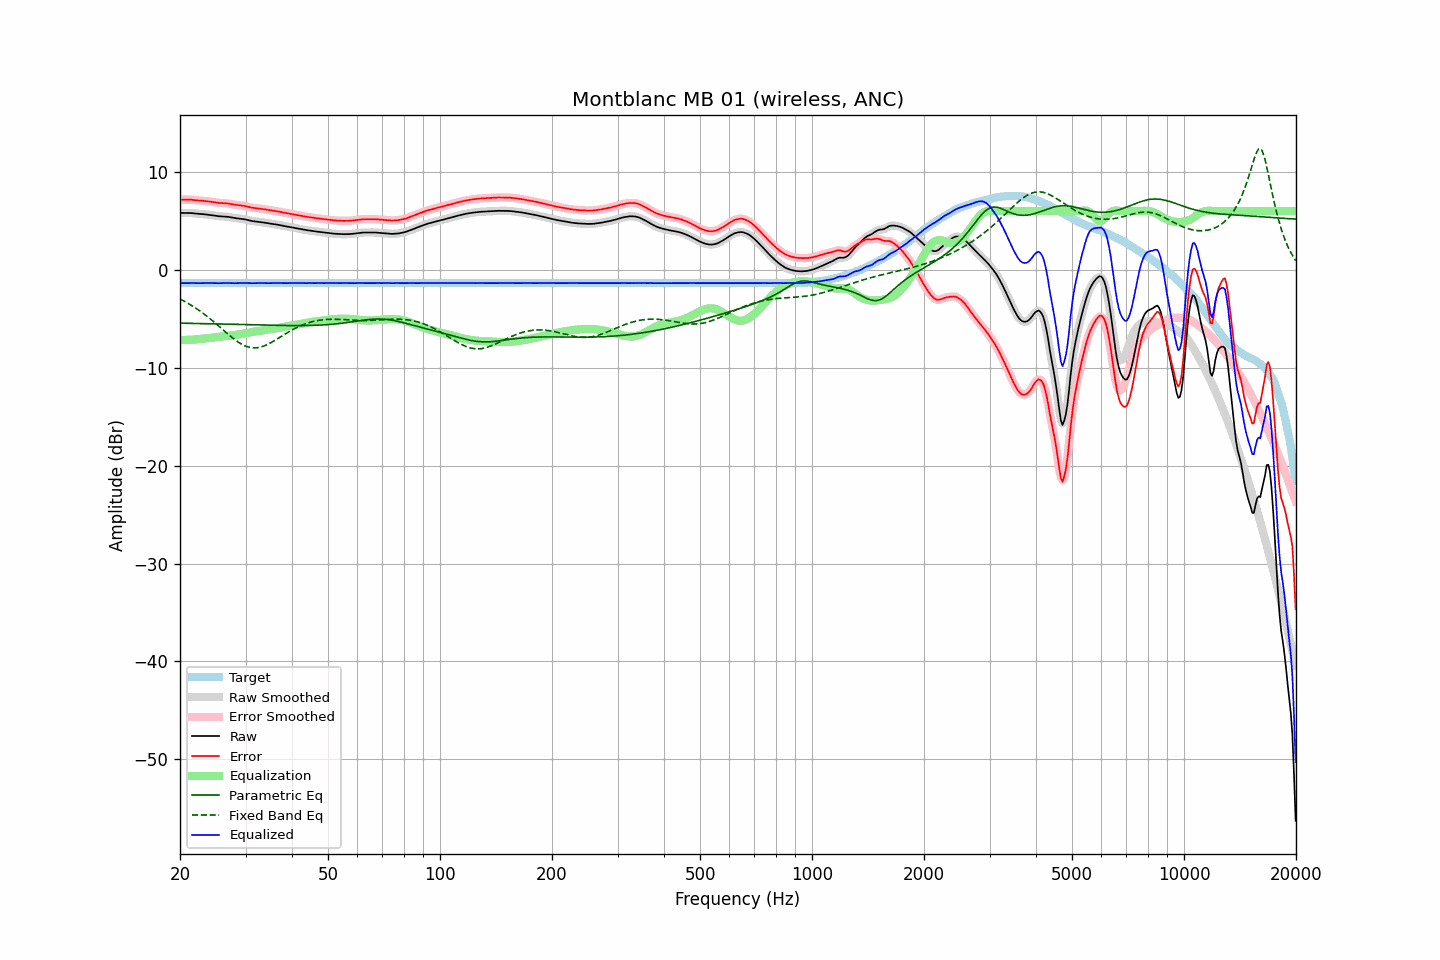 Montblanc MB 01 (wireless, ANC)
10
0
−10
−20
−30
−40
−50
Amplitude (dBr)
Target
Raw Smoothed
Error Smoothed
Raw
Error
Equalization
Parametric Eq
Fixed Band Eq
Equalized
20 50 100 200 500 1000 2000 5000 10000 20000
Frequency (Hz)